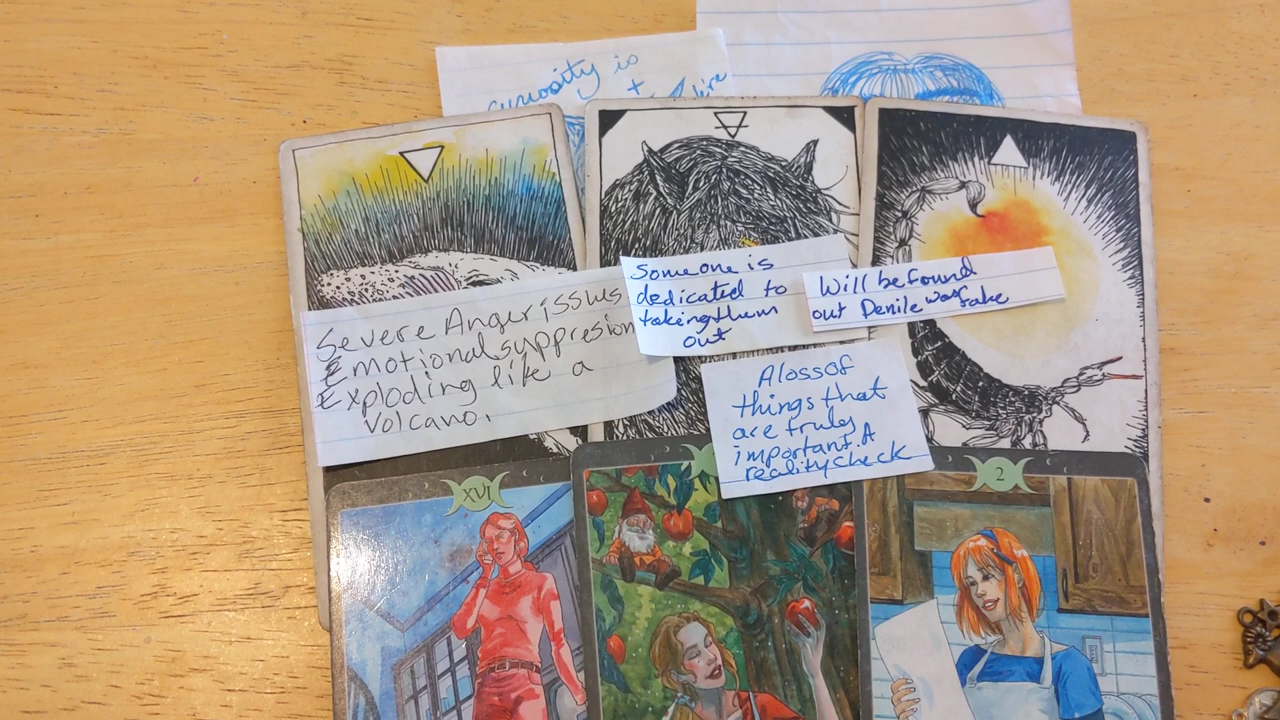 curiosity is
+
Severe Anger issues
Emotional suppresion
Exploding like a
Volcano.
Someone is
dedicated to
taking them
out
Will be found
out Denile was fake
A loss of
things that
are truly
important. A
reality check
XVI
2